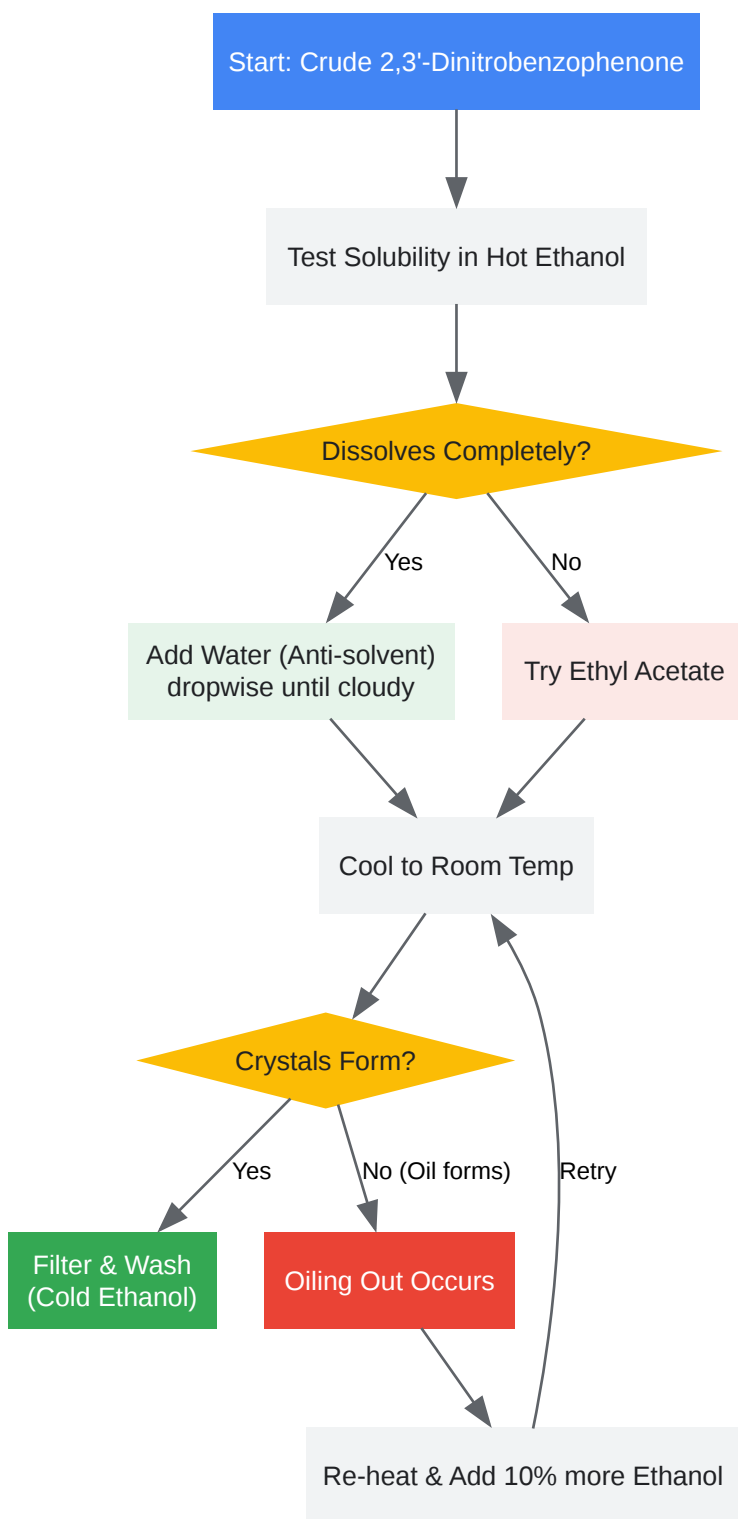 Start: Crude 2,3'-Dinitrobenzophenone
Test Solubility in Hot Ethanol
Dissolves Completely?
Yes
No
Add Water (Anti-solvent)
dropwise until cloudy
Try Ethyl Acetate
Cool to Room Temp
Crystals Form?
Yes
No (Oil forms)
Retry
Filter & Wash
(Cold Ethanol)
Oiling Out Occurs
Re-heat & Add 10% more Ethanol